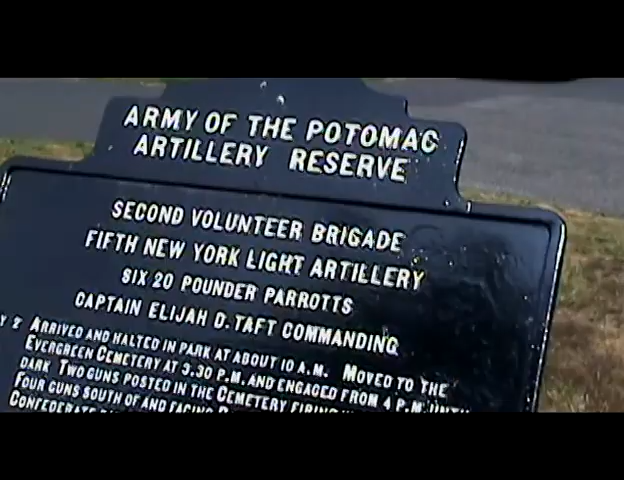 ARMY OF THE POTOMAC
ARTILLERY RESERVE
SECOND VOLUNTEER BRIGADE
FIFTH NEW YORK LIGHT ARTILLERY
SIX 20 POUNDER PARROTTS
CAPTAIN ELIJAH D. TAFT COMMANDING
Y 2 ARRIVED AND HALTED IN PARK AT ABOUT 10 A.M. MOVED TO THE
EVERGREEN CEMETERY AT 3.30 P.M. AND ENGAGED FROM 4 P.M. UNTIL
DARK TWO GUNS POSTED IN THE CEMETERY FIRING
FOUR GUNS SOUTH OF AND FACING
CONFEDERATE